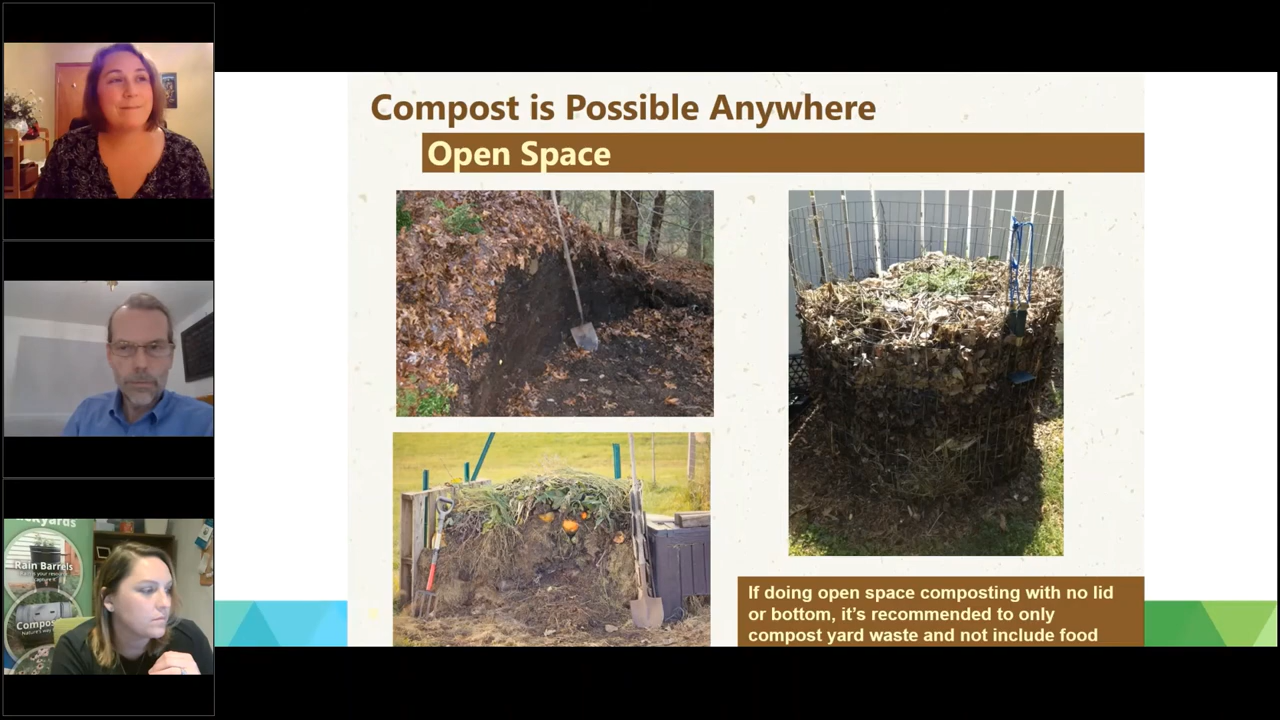 Compost is Possible Anywhere
Open Space
If doing open space composting with no lid
or bottom, it's recommended to only
compost yard waste and not include food
Rain Barrels